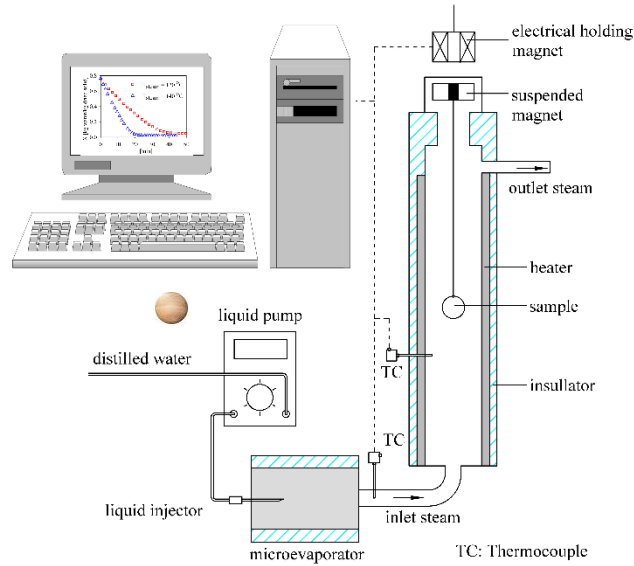 electrical holding
magnet
suspended
magnet
outlet steam
heater
sample
liquid pump
distilled water
TC
insullator
TC
liquid injector
inlet steam
microevaporator
TC: Thermocouple